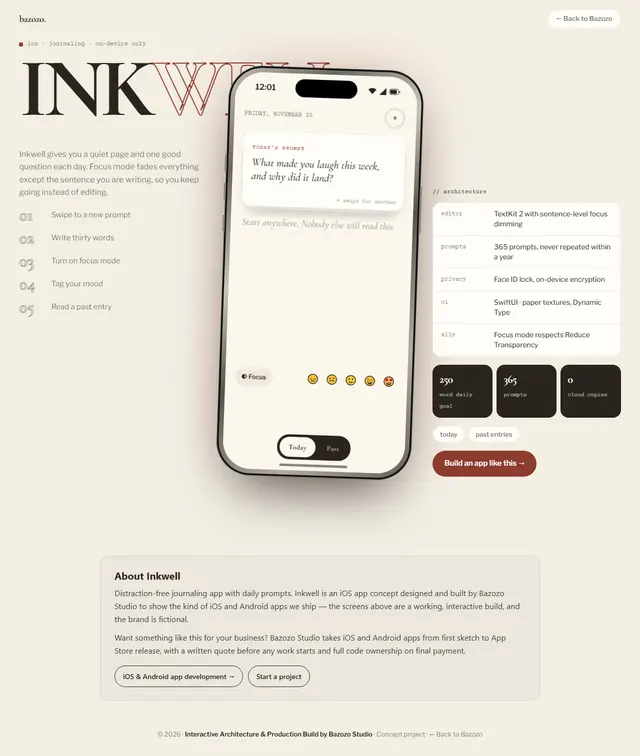 bazozo.
← Back to Bazozo
ios · journaling · on-device only
INKWELL
Inkwell gives you a quiet page and one good
question each day. Focus mode fades everything
except the sentence you are writing, so you keep
going instead of editing.
01 Swipe to a new prompt
02 Write thirty words
03 Turn on focus mode
04 Tag your mood
05 Read a past entry
12:01
FRIDAY, NOVEMBER 20
TODAY'S PROMPT
What made you laugh this week,
and why did it land?
swipe for another
Start anywhere. Nobody else will read this.
Focus
Today Past
// architecture
editor TextKit 2 with sentence-level focus
dimming
prompts 365 prompts, never repeated within
a year
privacy Face ID lock, on-device encryption
ui SwiftUI · paper textures, Dynamic
Type
a11y Focus mode respects Reduce
Transparency
250
word daily
goal
365
prompts
0
cloud copies
today past entries
Build an app like this →
About Inkwell
Distraction-free journaling app with daily prompts. Inkwell is an iOS app concept designed and built by Bazozo
Studio to show the kind of iOS and Android apps we ship — the screens above are a working, interactive build, and
the brand is fictional.
Want something like this for your business? Bazozo Studio takes iOS and Android apps from first sketch to App
Store release, with a written quote before any work starts and full code ownership on final payment.
iOS & Android app development →
Start a project
© 2026 · Interactive Architecture & Production Build by Bazozo Studio · Concept project · ← Back to Bazozo